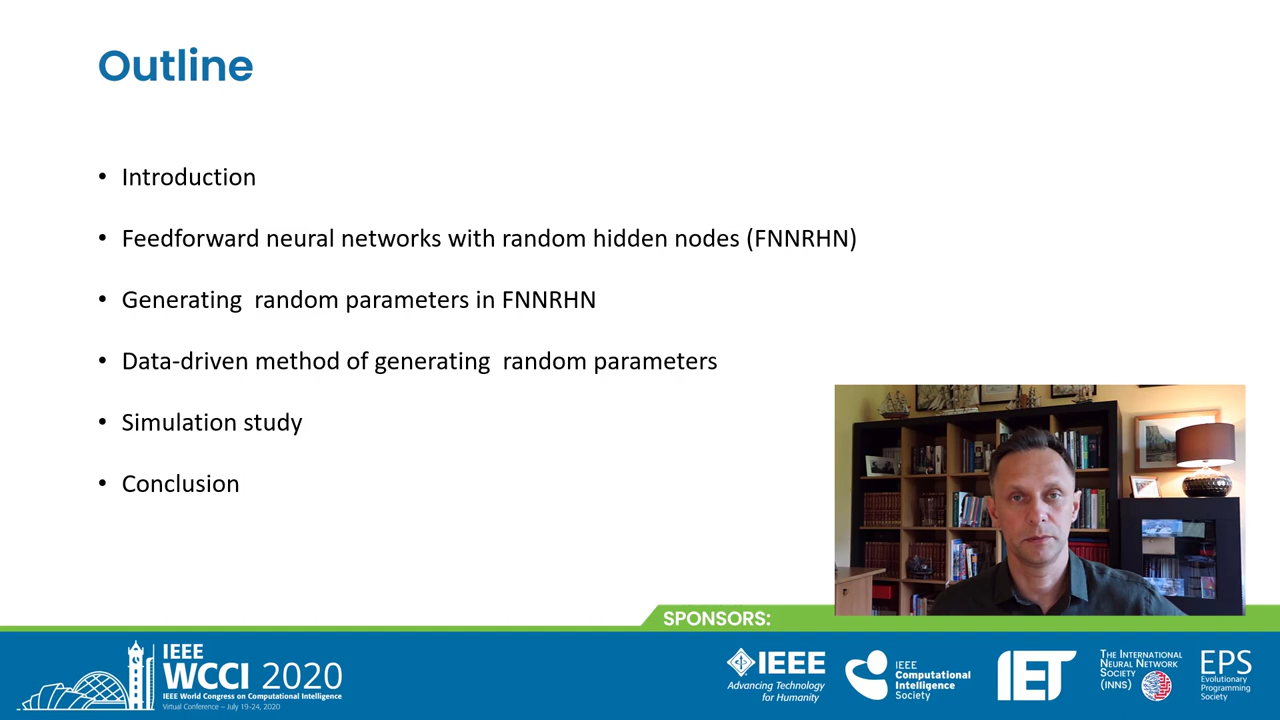 Outline
• Introduction
• Feedforward neural networks with random hidden nodes (FNNRHN)
• Generating  random parameters in FNNRHN
• Data-driven method of generating  random parameters
• Simulation study
• Conclusion
SPONSORS:
IEEE
WCCI 2020
IEEE World Congress on Computational Intelligence
Virtual Conference – July 19-24, 2020
IEEE
Advancing Technology
for Humanity
IEEE
Computational
Intelligence
Society
IET
THE INTERNATIONAL
NEURAL NETWORK
SOCIETY
(INNS)
EPS
Evolutionary
Programming
Society